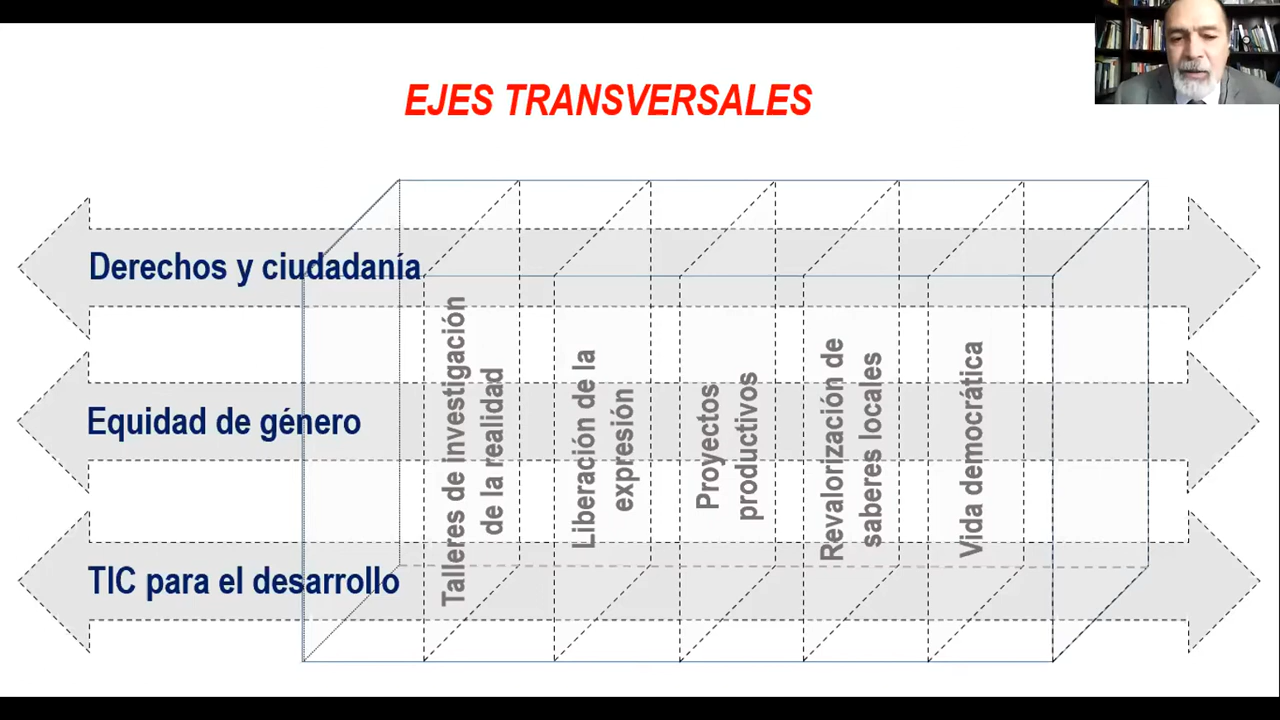 EJES TRANSVERSALES
Derechos y ciudadanía
Equidad de género
TIC para el desarrollo
Talleres de investigación
de la realidad
Liberación de la
expresión
Proyectos
productivos
Revalorización de
saberes locales
Vida democrática